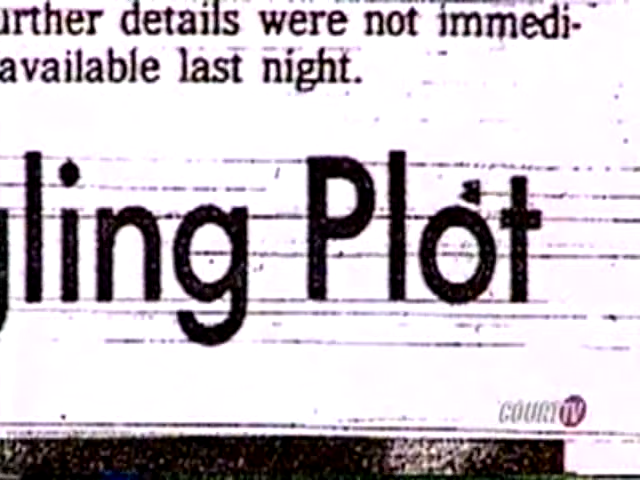 urther details were not immedi-
available last night.
gling Plot
COURT TV